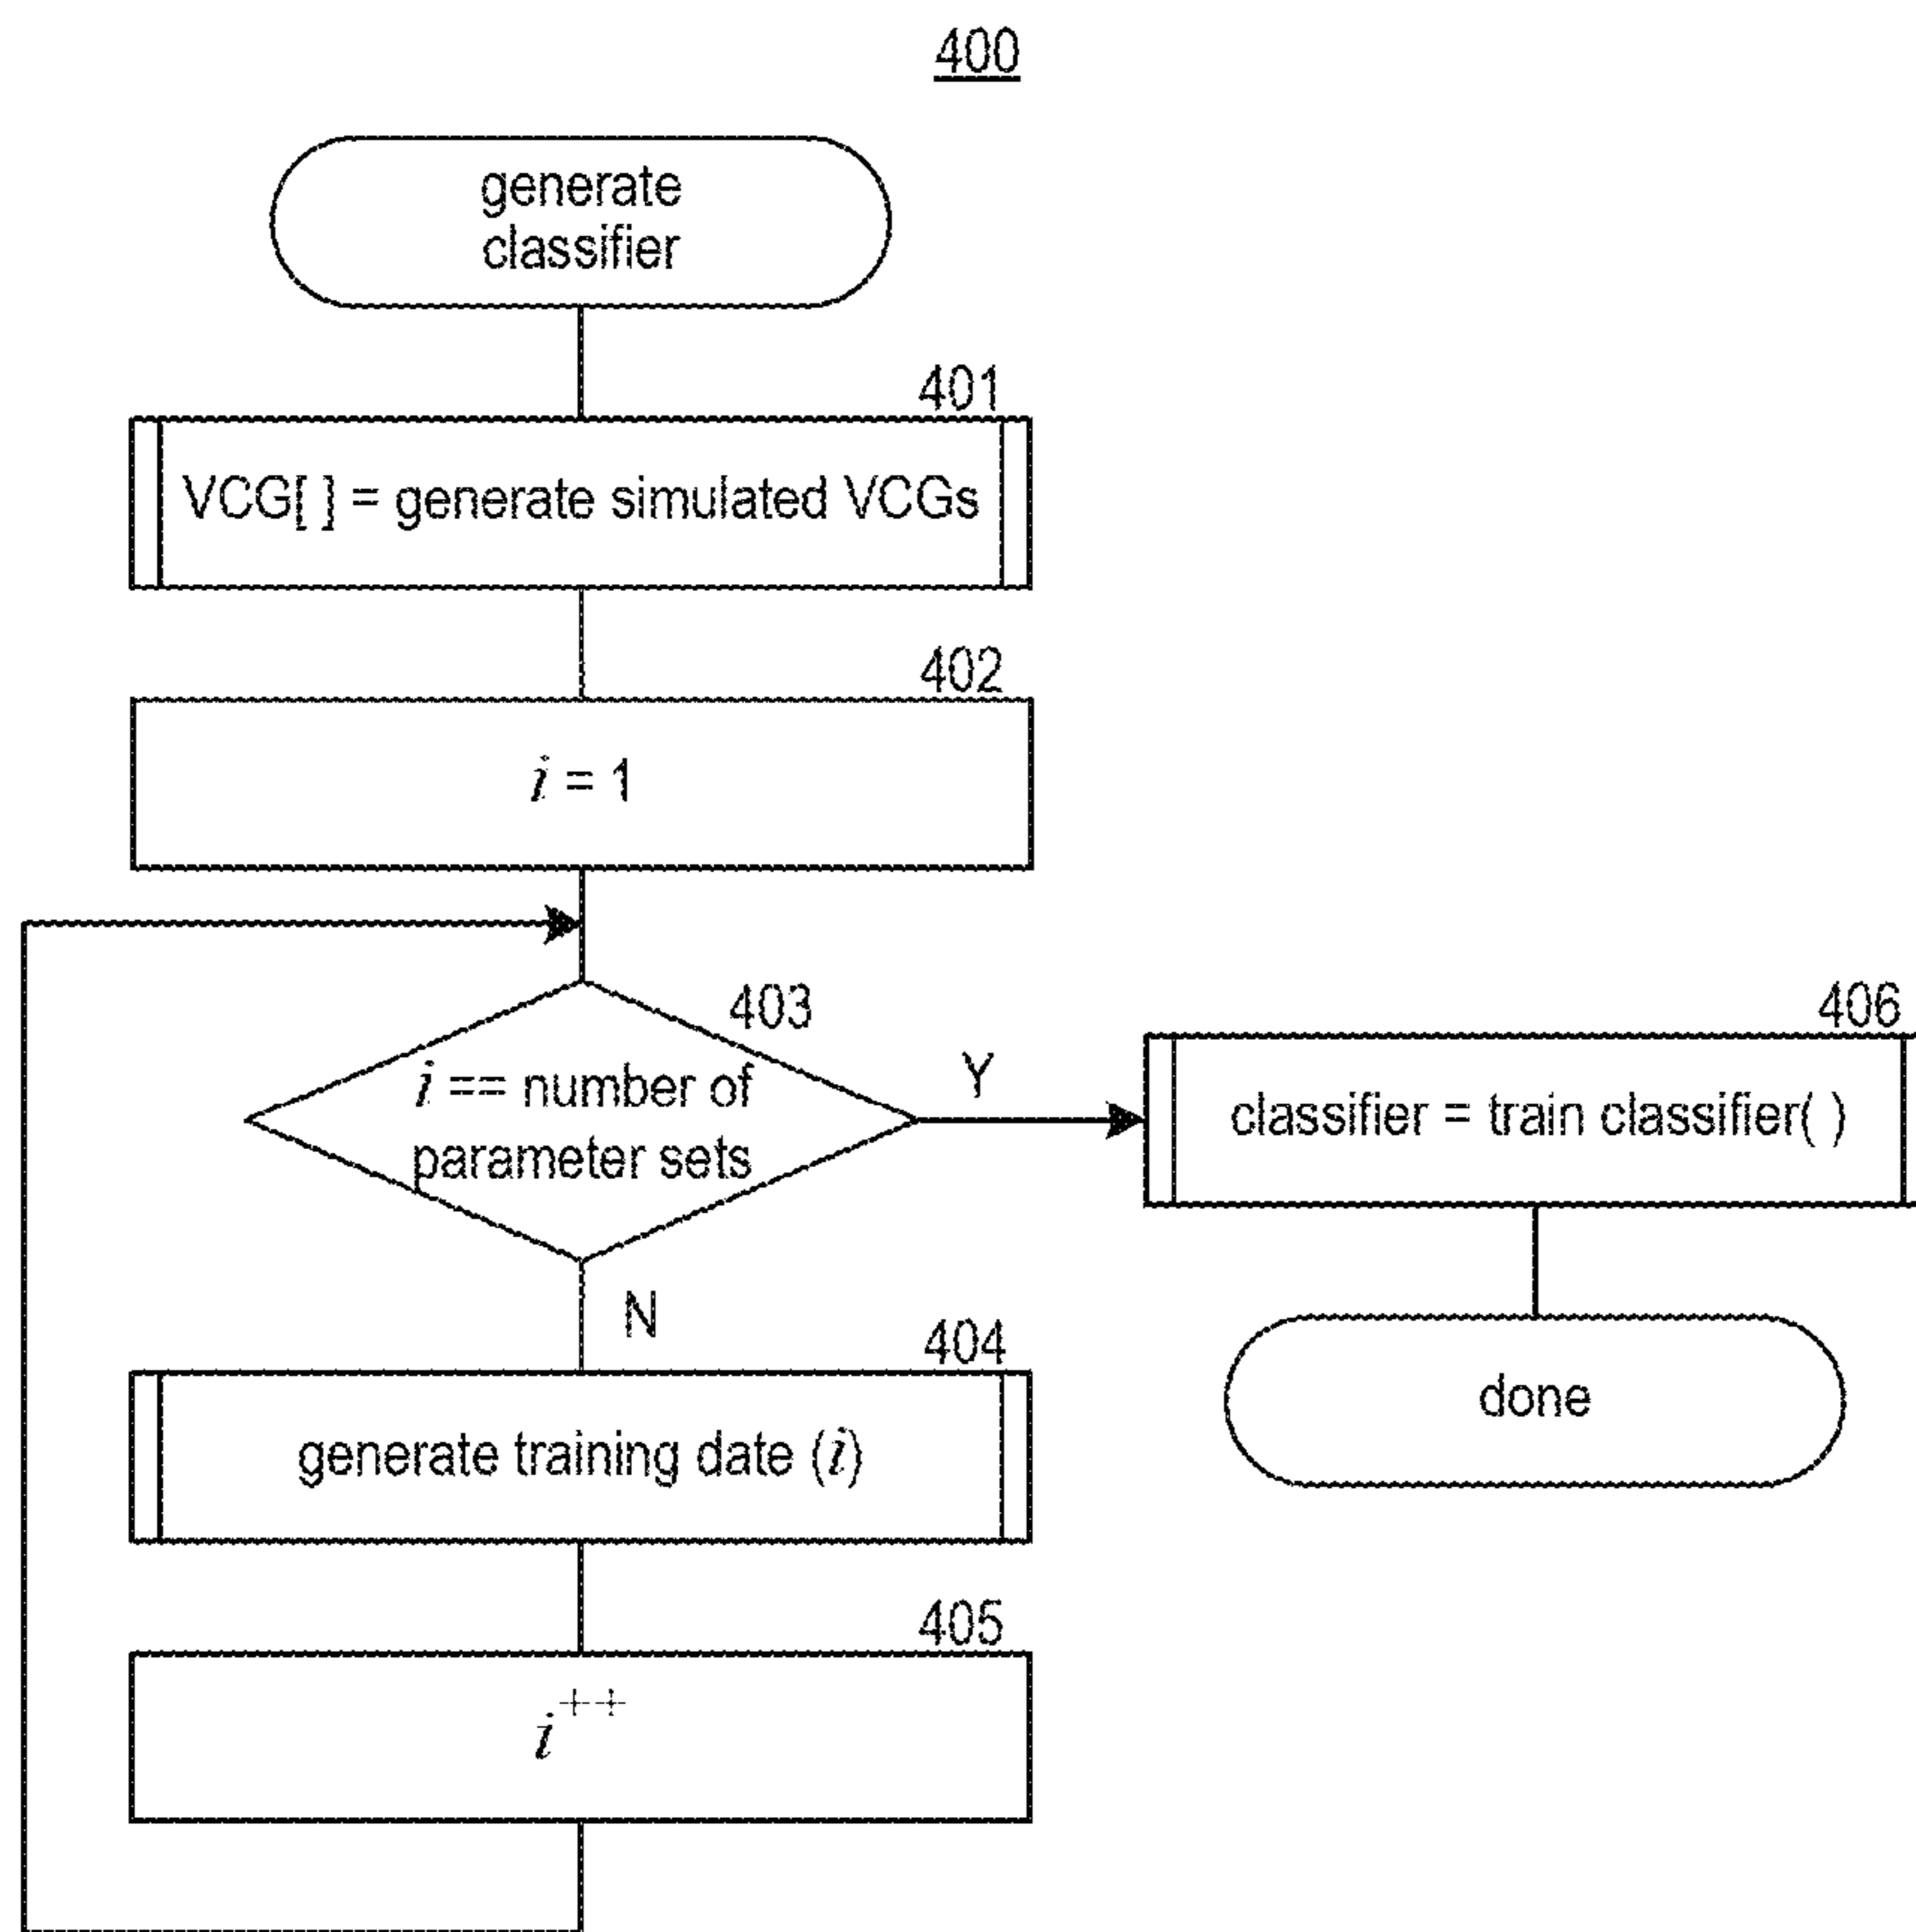 400
generate
classifier
401
VCG[ ] = generate simulated VCGs
402
i = 1
403
i == number of
parameter sets
Y
N
404
generate training date (i)
405
i++
406
classifier = train classifier( )
done